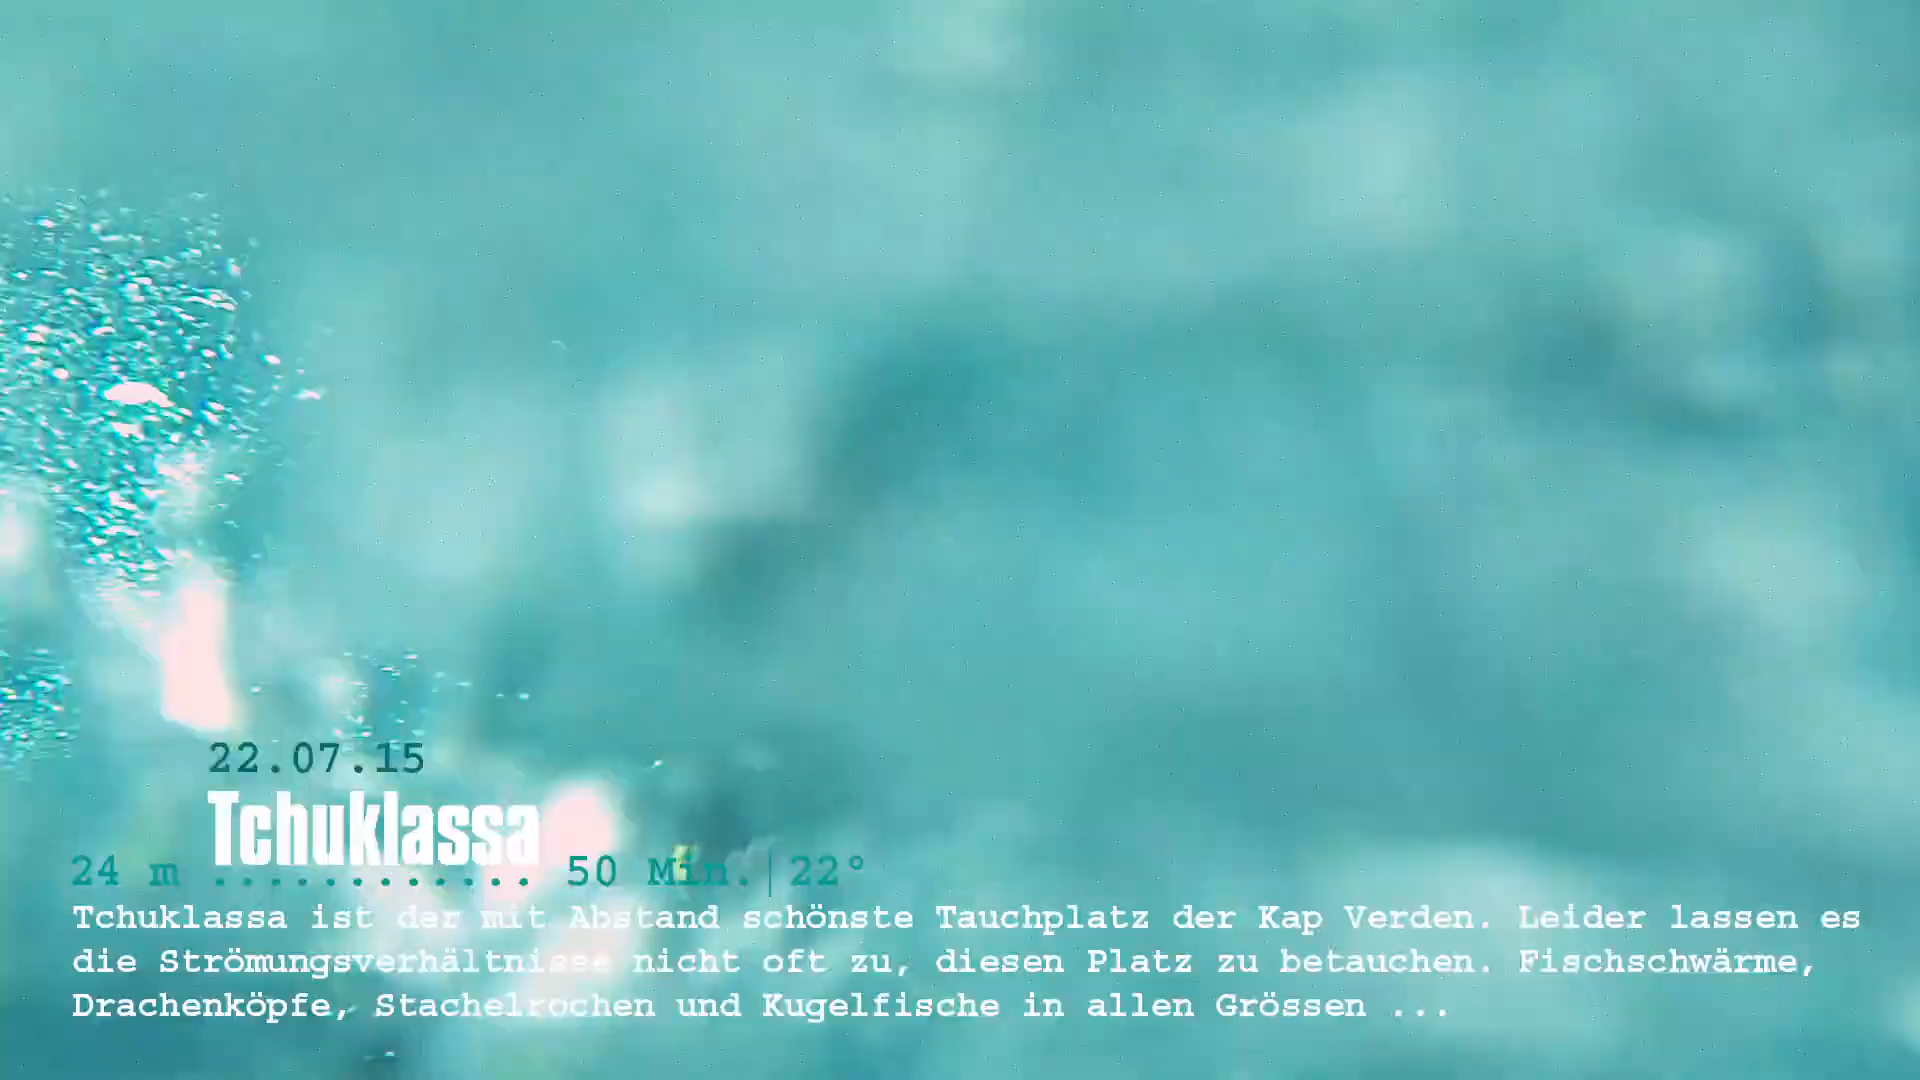 22.07.15
Tchuklassa
24 m ............ 50 Min.|22°
Tchuklassa ist der mit Abstand schönste Tauchplatz der Kap Verden. Leider lassen es
die Strömungsverhältnisse nicht oft zu, diesen Platz zu betauchen. Fischschwärme,
Drachenköpfe, Stachelrochen und Kugelfische in allen Grössen ...